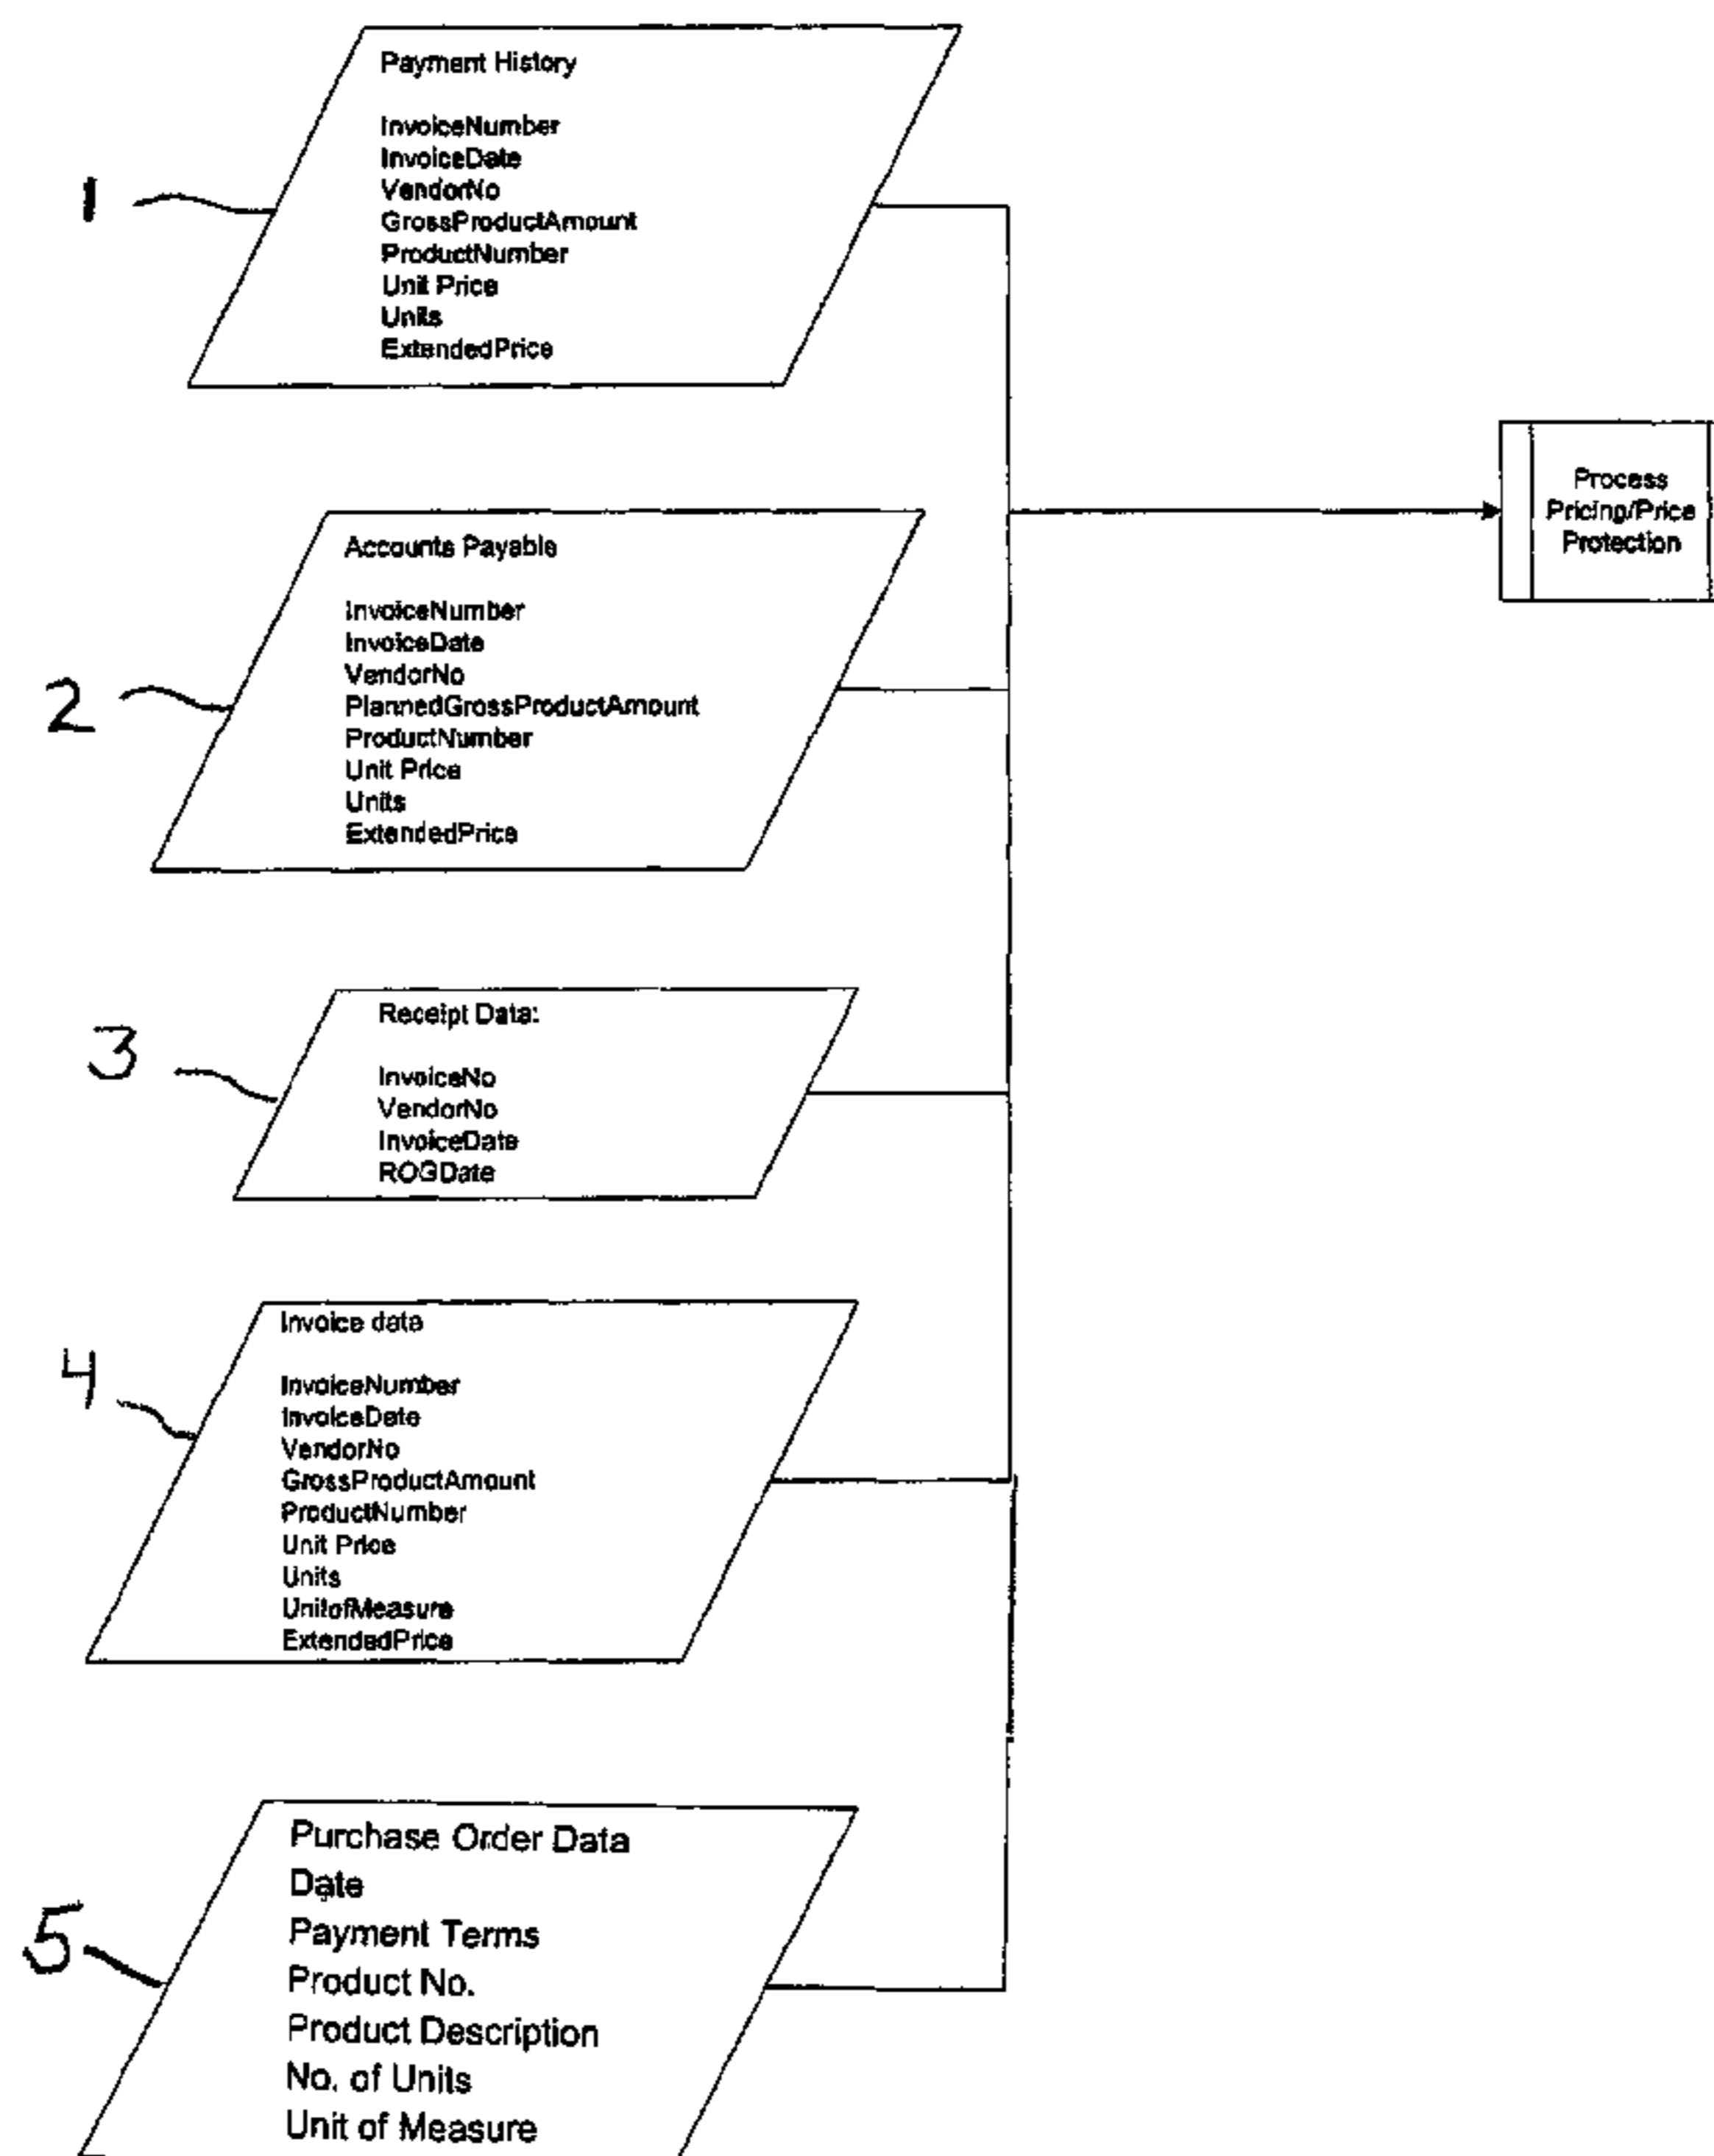 Payment History
InvoiceNumber
InvoiceDate
VendorNo
GrossProductAmount
ProductNumber
Unit Price
Units
ExtendedPrice
1
Process
Pricing/Price
Protection
Accounts Payable
InvoiceNumber
InvoiceDate
VendorNo
PlannedGrossProductAmount
ProductNumber
Unit Price
Units
ExtendedPrice
2
Receipt Data:
InvoiceNo
VendorNo
InvoiceDate
ROGDate
3
Invoice data
InvoiceNumber
InvoiceDate
VendorNo
GrossProductAmount
ProductNumber
Unit Price
Units
UnitofMeasure
ExtendedPrice
4
Purchase Order Data
Date
Payment Terms
Product No.
Product Description
No. of Units
Unit of Measure
5